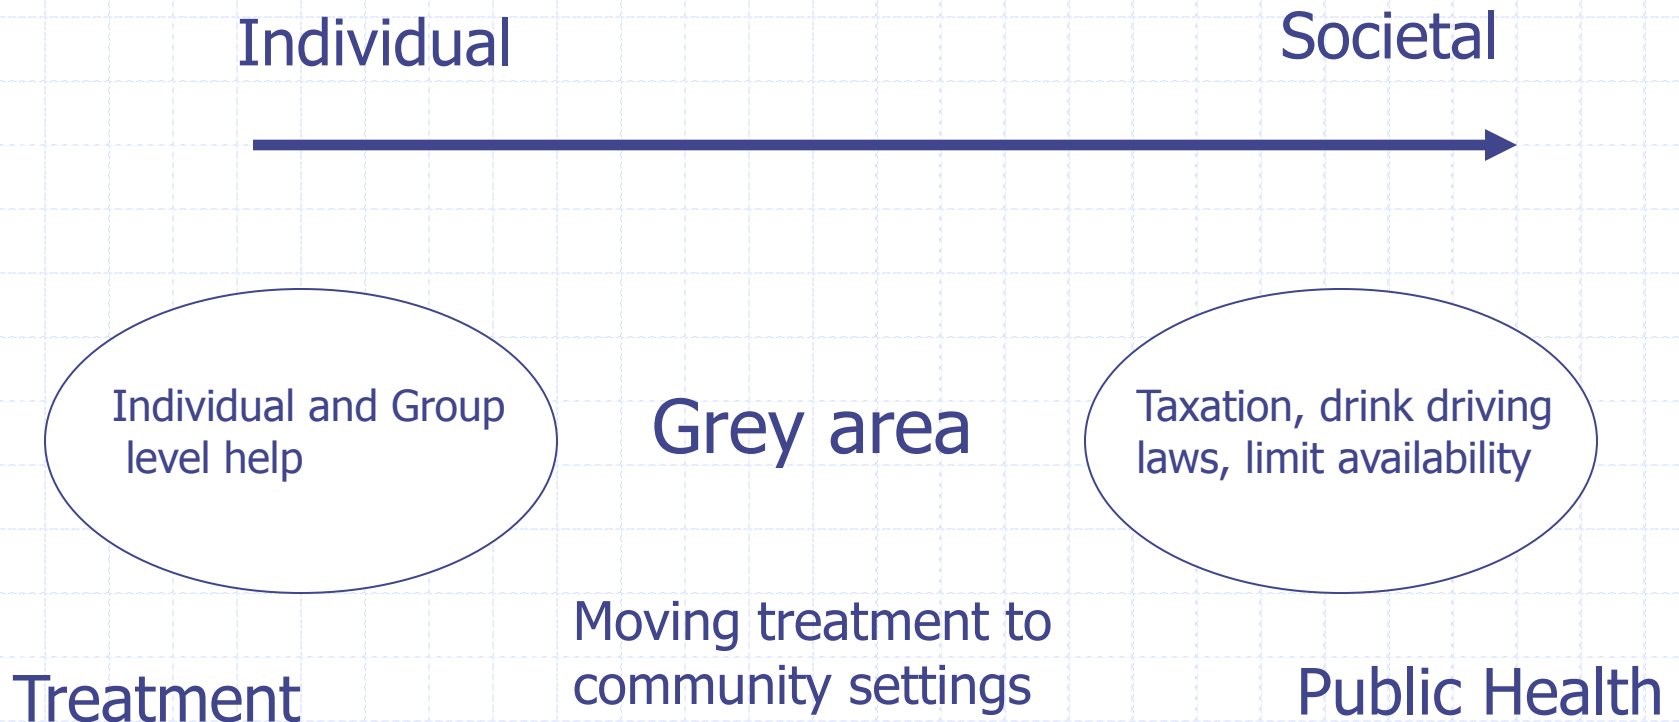 Individual
Societal
Individual and Group
level help
Grey area
Taxation, drink driving
laws, limit availability
Moving treatment to
community settings
Treatment
Public Health